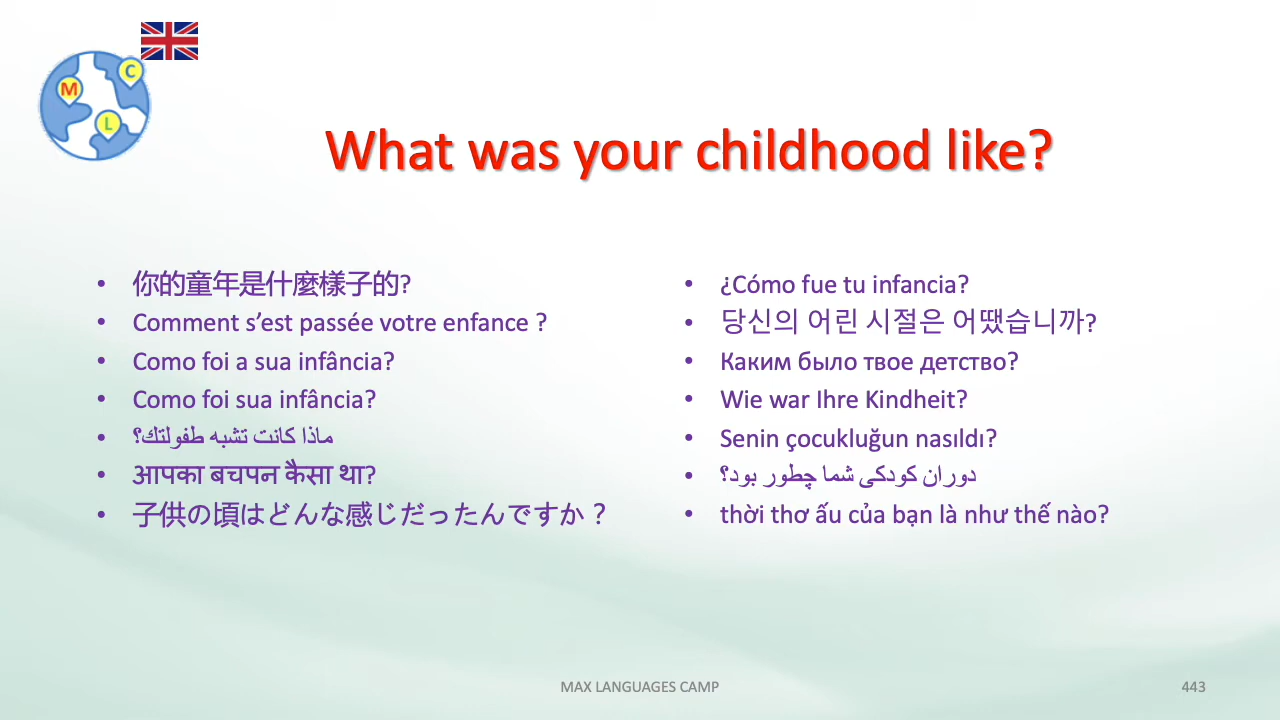 C
M
L
What was your childhood like?
你的童年是什麼樣子的?
Comment s’est passée votre enfance ?
Como foi a sua infância?
Como foi sua infância?
ماذا كانت تشبه طفولتك؟
आपका बचपन कैसा था?
子供の頃はどんな感じだったんですか？
¿Cómo fue tu infancia?
당신의 어린 시절은 어땠습니까?
Каким было твое детство?
Wie war Ihre Kindheit?
Senin çocukluğun nasıldı?
دوران کودکی شما چطور بود؟
thời thơ ấu của bạn là như thế nào?
MAX LANGUAGES CAMP
443